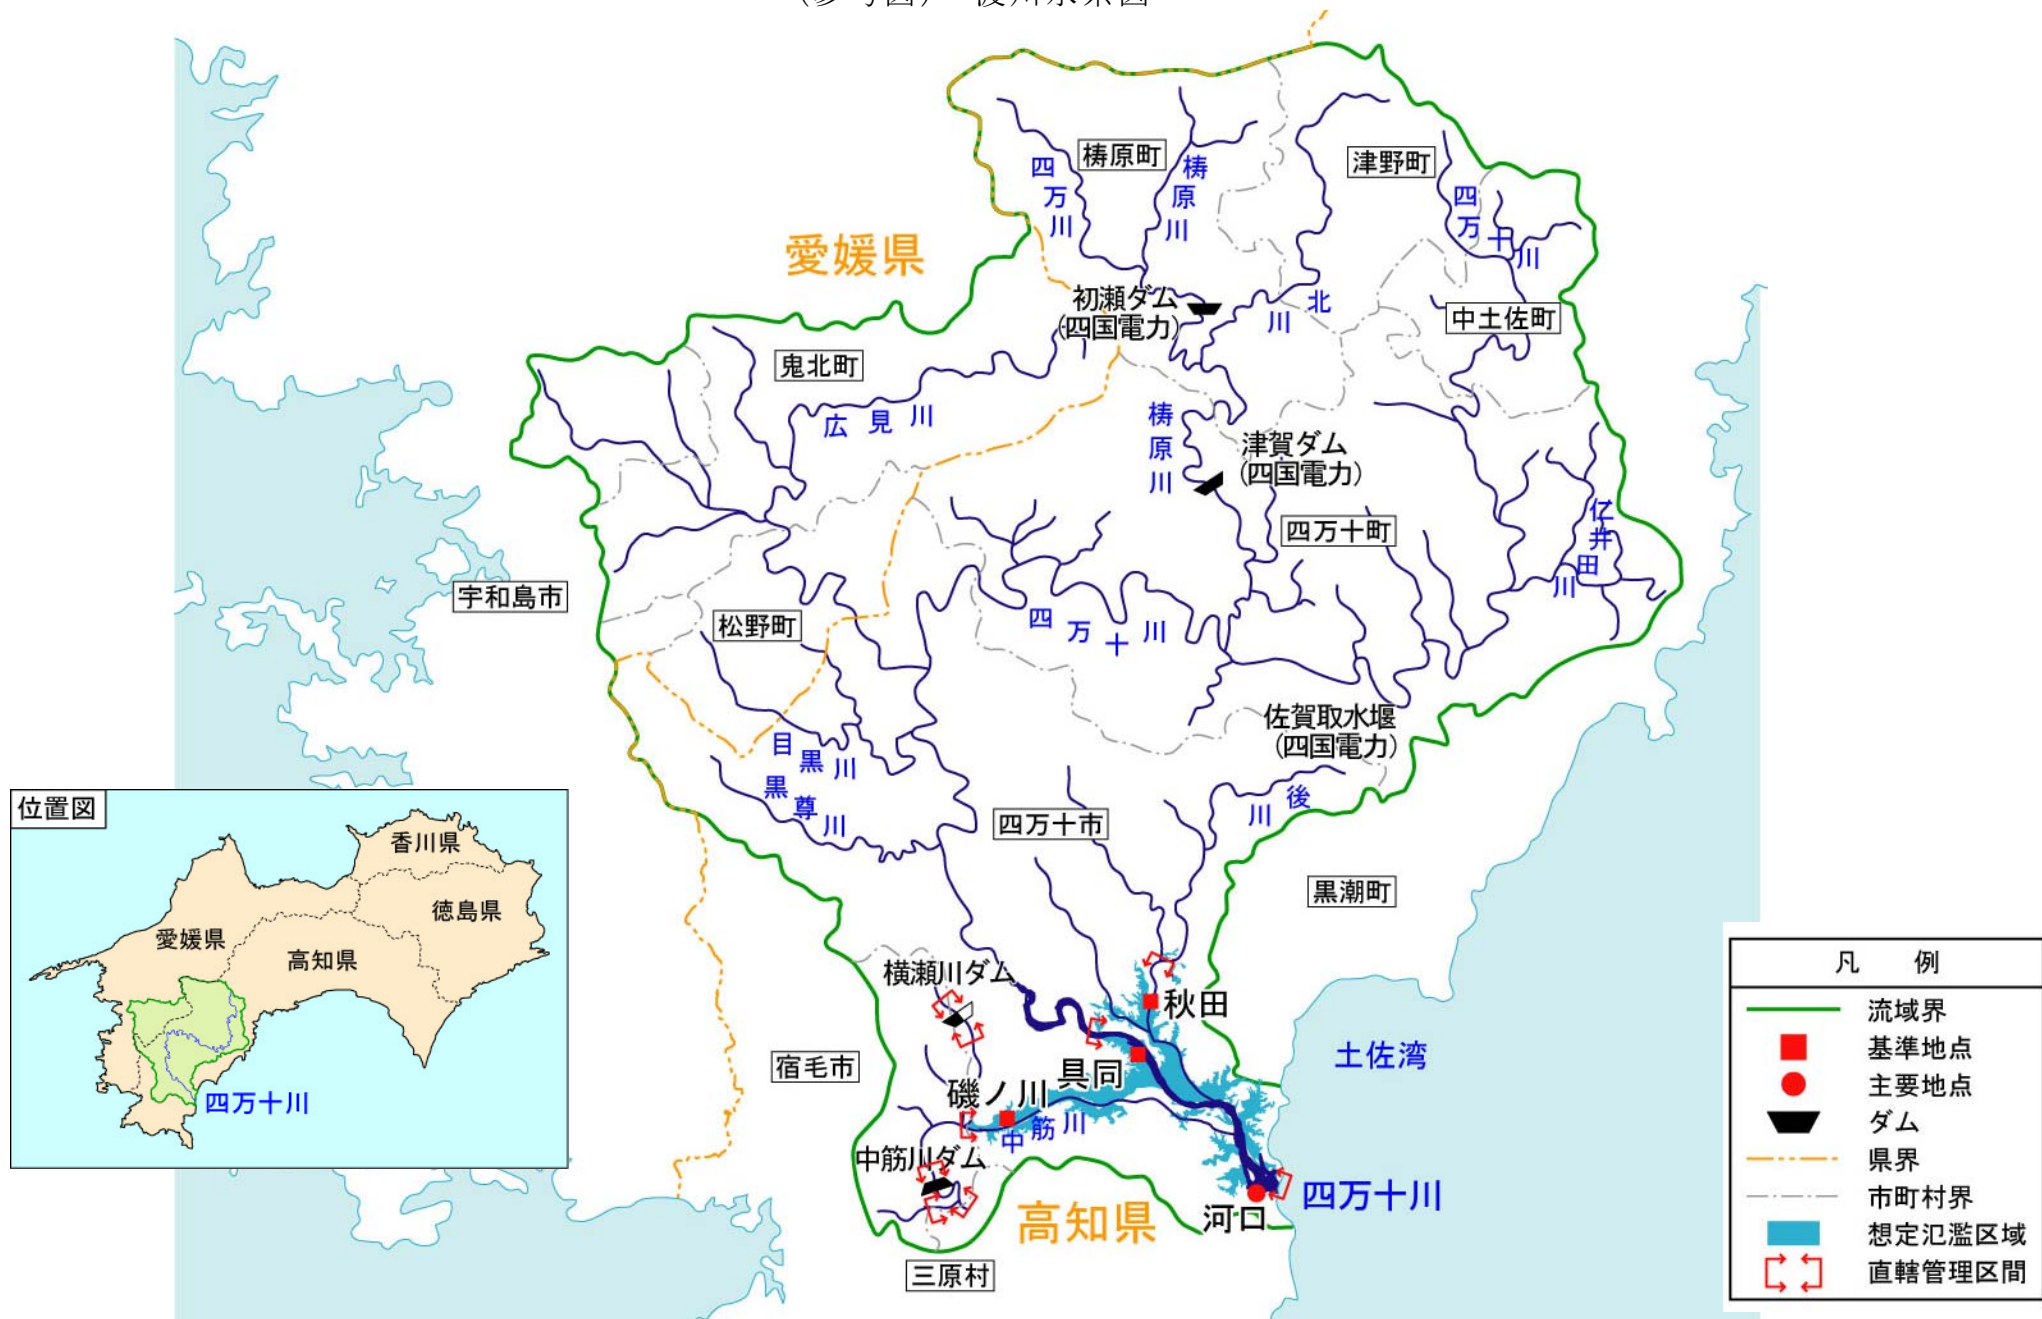 愛媛県
梼原町
津野町
四万川
梼原川
四万十川
初瀬ダム
(四国電力)
北川
中土佐町
鬼北町
広見川
梼原川
津賀ダム
(四国電力)
四万十町
仁井田川
宇和島市
松野町
四万十川
佐賀取水堰
(四国電力)
目黒川
黒尊川
後川
四万十市
黒潮町
横瀬川ダム
秋田
具同
宿毛市
磯ノ川
中筋川
中筋川ダム
土佐湾
四万十川
河口
高知県
三原村
位置図
香川県
徳島県
愛媛県
高知県
四万十川
凡 例
流域界
基準地点
主要地点
ダム
県界
市町村界
想定氾濫区域
直轄管理区間